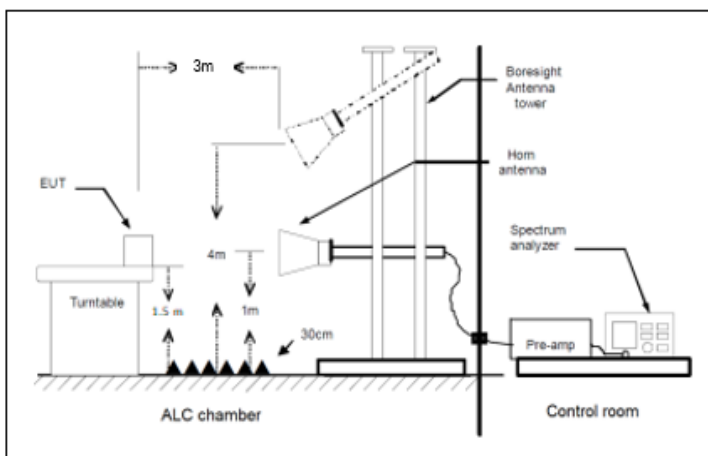 3m
Boresight
Antenna
tower
Horn
antenna
EUT
Spectrum
analyzer
4m
Turntable
1.5 m
1m
30cm
Pre-amp
ALC chamber
Control room